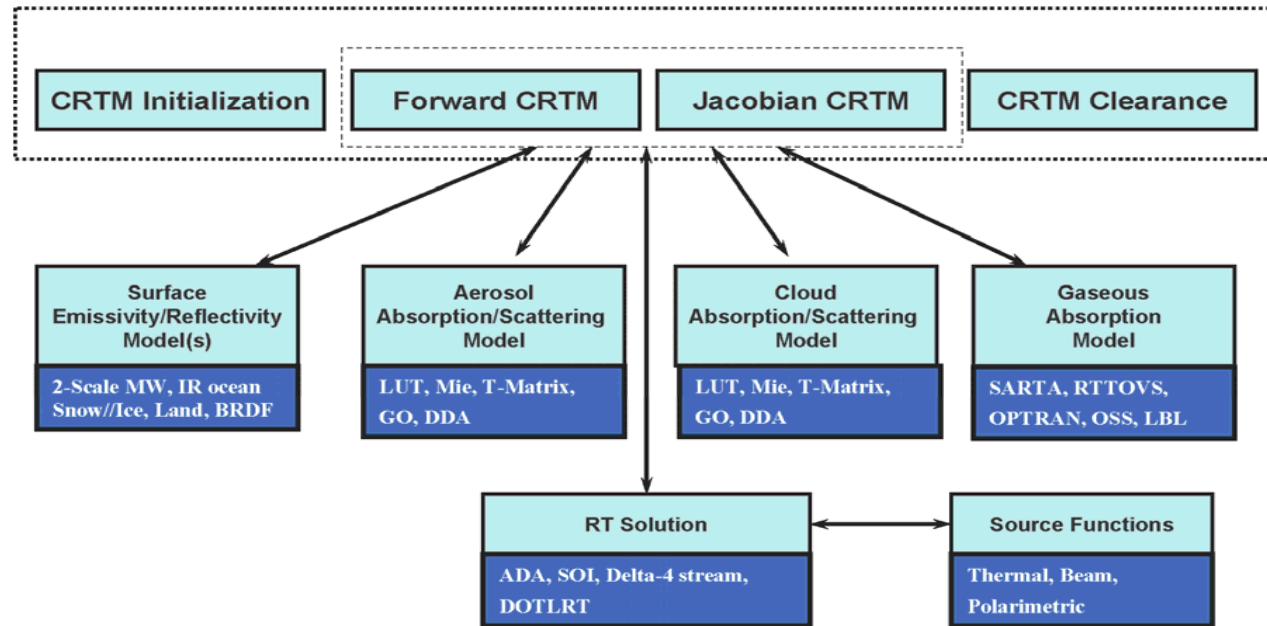 CRTM Initialization
Forward CRTM
Jacobian CRTM
CRTM Clearance
Surface
Emissivity/Reflectivity
Model(s)
2-Scale MW, IR ocean
Snow//Ice, Land, BRDF
Aerosol
Absorption/Scattering
Model
LUT, Mie, T-Matrix,
GO, DDA
Cloud
Absorption/Scattering
Model
LUT, Mie, T-Matrix,
GO, DDA
Gaseous
Absorption
Model
SARTA, RTTOVS,
OPTRAN, OSS, LBL
RT Solution
ADA, SOI, Delta-4 stream,
DOTLRT
Source Functions
Thermal, Beam,
Polarimetric